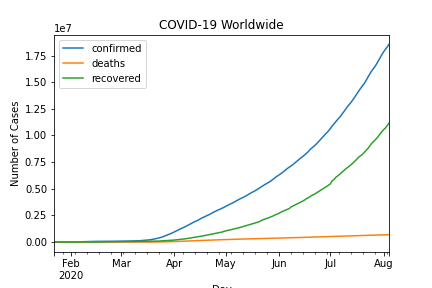 COVID-19 Worldwide
1e7
confirmed
deaths
recovered
Number of Cases
1.75
1.50
1.25
1.00
0.75
0.50
0.25
0.00
Feb Mar Apr May Jun Jul Aug
2020